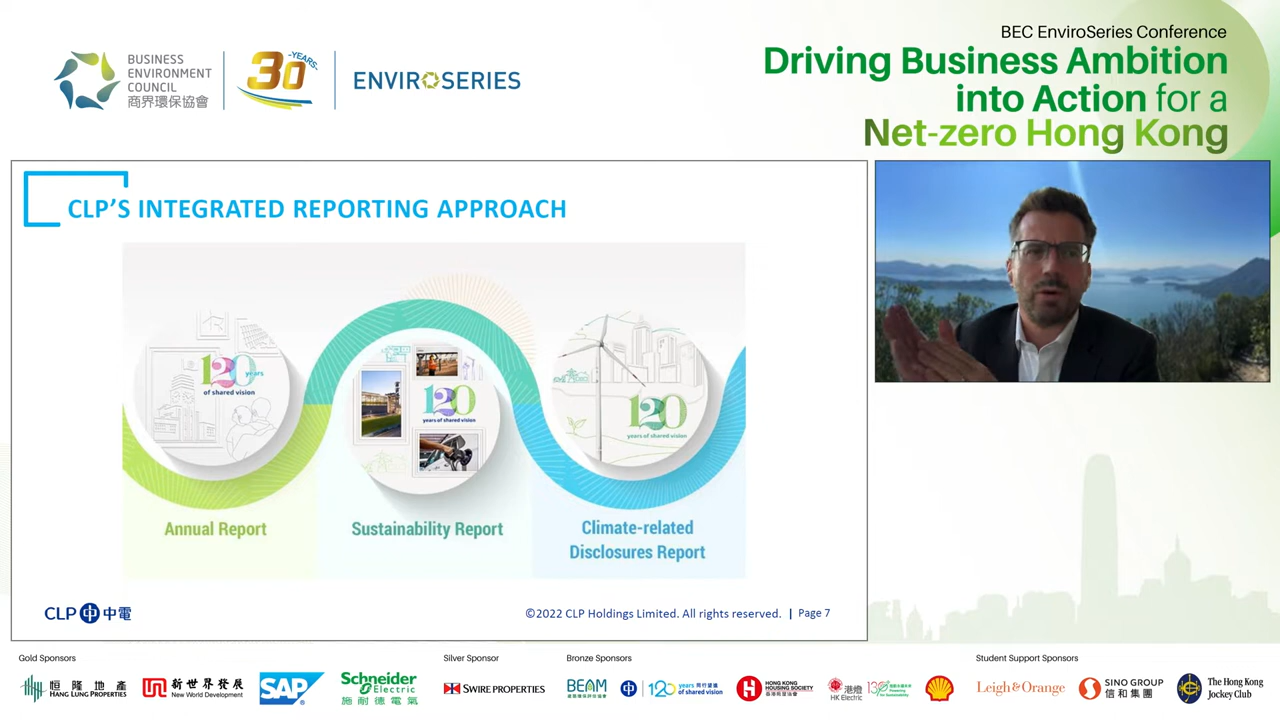 BUSINESS
ENVIRONMENT
COUNCIL
商界環保協會
30
-YEARS-
ENVIROSERIES
BEC EnviroSeries Conference
Driving Business Ambition
into Action for a
Net-zero Hong Kong
CLP'S INTEGRATED REPORTING APPROACH
120
years
of shared vision
120
years of shared vision
120
years of shared vision
Annual Report
Sustainability Report
Climate-related
Disclosures Report
CLP 中電
©2022 CLP Holdings Limited. All rights reserved. | Page 7
Gold Sponsors
恒隆地產
HANG LUNG PROPERTIES
新世界發展
New World Development
SAP
Schneider
Electric
施耐德電氣
Silver Sponsor
SWIRE PROPERTIES
Bronze Sponsors
BEAM
120 years
of shared vision
HONG KONG
HOUSING SOCIETY
香港房屋協會
港燈
HK Electric
130
Powering
for Sustainability
Student Support Sponsors
Leigh & Orange
SINO GROUP
信和集團
The Hong Kong
Jockey Club